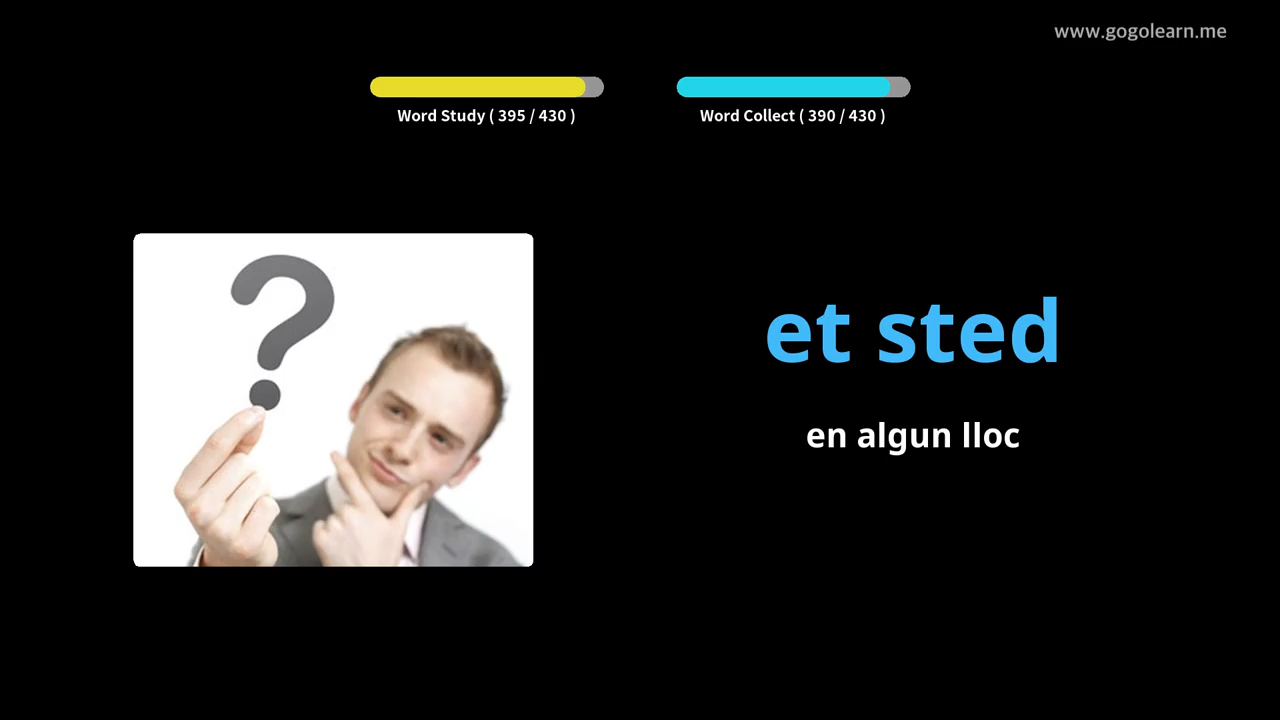 www.gogolearn.me
Word Study ( 395 / 430 )
Word Collect ( 390 / 430 )
et sted
en algun lloc